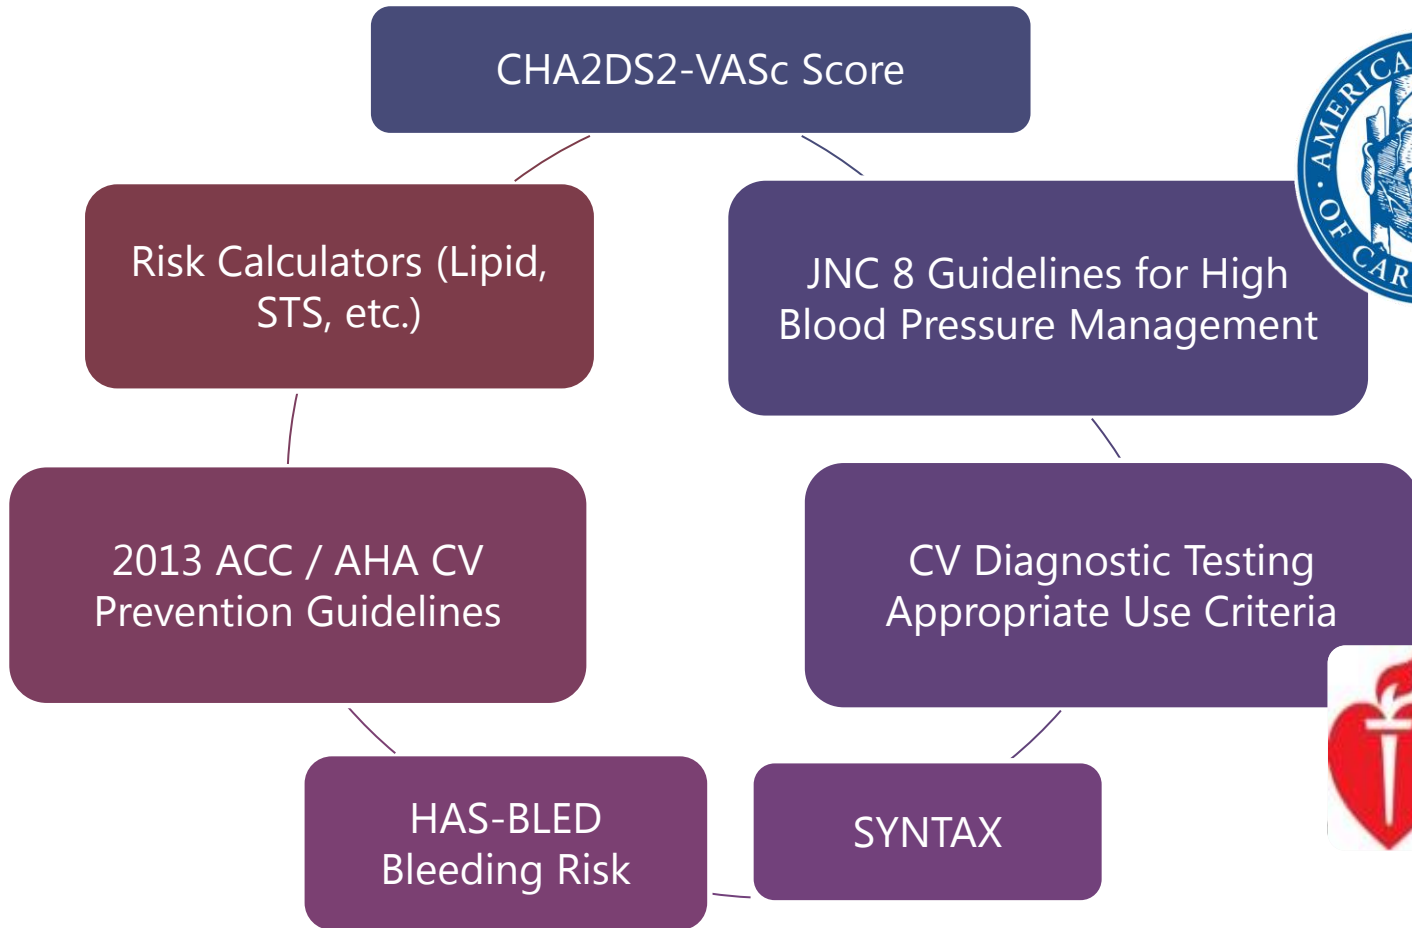 CHA2DS2-VASc Score
Risk Calculators (Lipid,
STS, etc.)
JNC 8 Guidelines for High
Blood Pressure Management
2013 ACC / AHA CV
Prevention Guidelines
CV Diagnostic Testing
Appropriate Use Criteria
HAS-BLED
Bleeding Risk
SYNTAX
OF